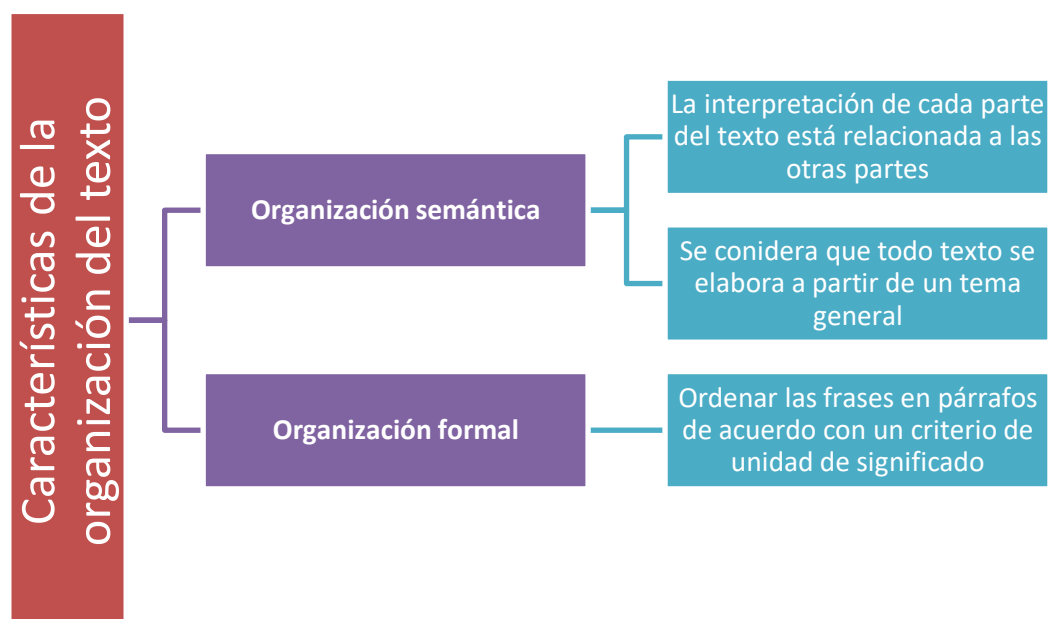 Características de la
organización del texto
Organización semántica
La interpretación de cada parte
del texto está relacionada a las
otras partes
Se conidera que todo texto se
elabora a partir de un tema
general
Organización formal
Ordenar las frases en párrafos
de acuerdo con un criterio de
unidad de significado